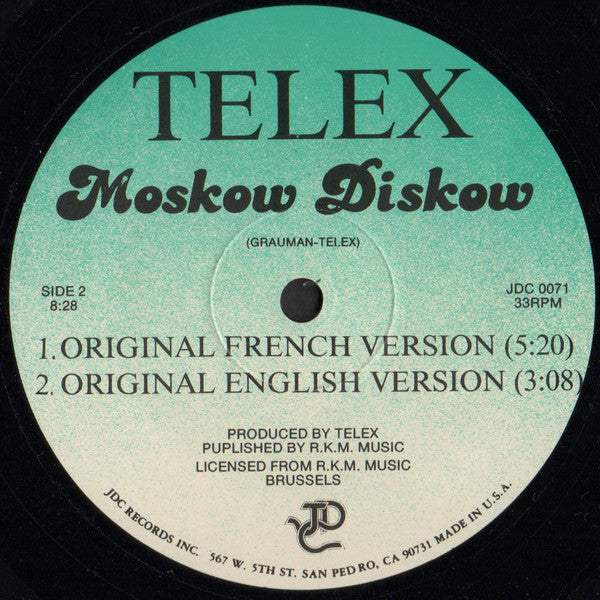 TELEX
Moskow Diskow
(GRAUMAN-TELEX)
SIDE 2
8:28
JDC 0071
33RPM
1. ORIGINAL FRENCH VERSION (5:20)
2. ORIGINAL ENGLISH VERSION (3:08)
PRODUCED BY TELEX
PUPLISHED BY R.K.M. MUSIC
LICENSED FROM R.K.M. MUSIC
BRUSSELS
JDC
JDC RECORDS INC. 567 W. 5TH ST. SAN PEDRO, CA 90731 MADE IN U.S.A.